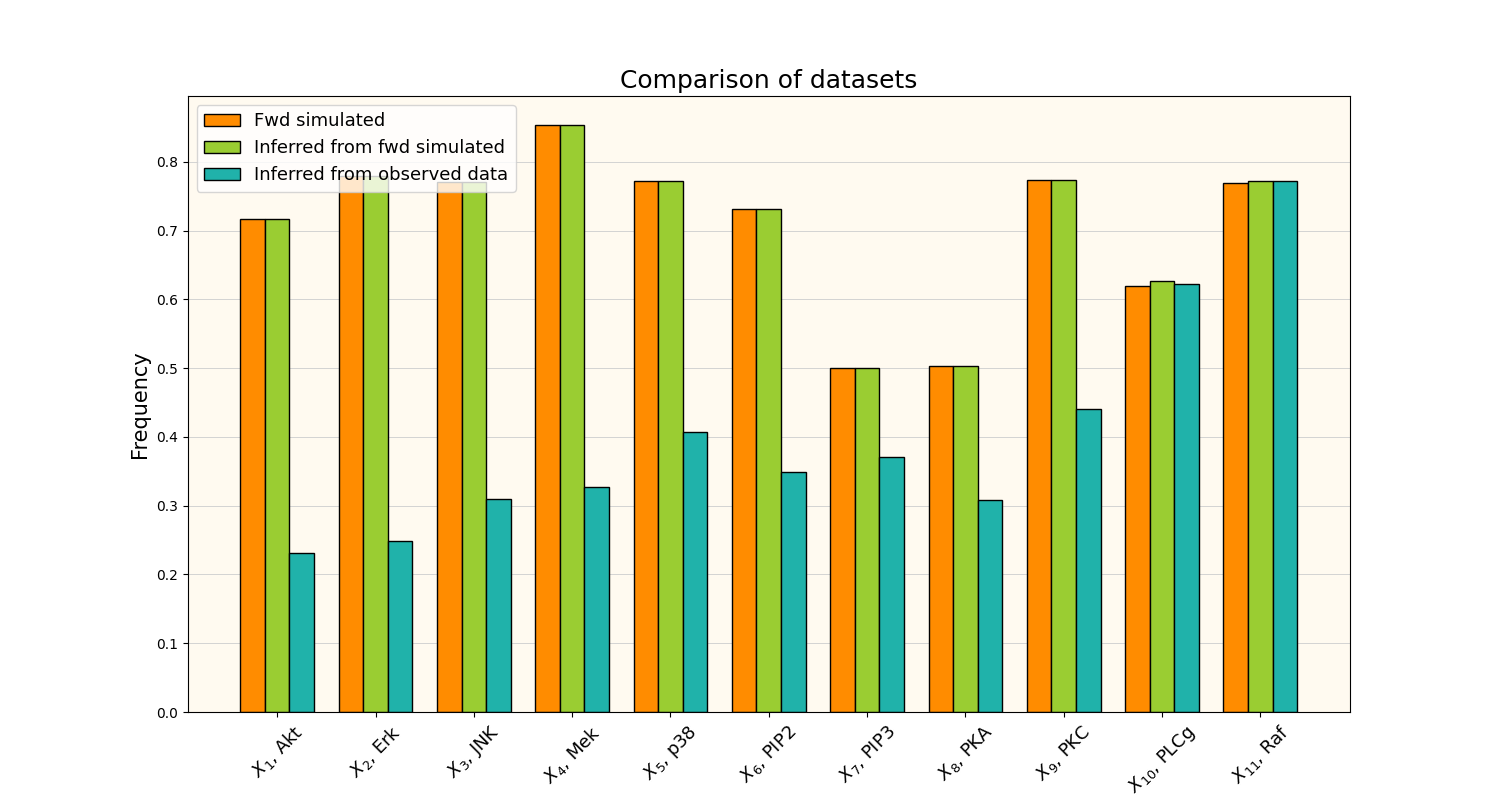 Comparison of datasets
Fwd simulated
Inferred from fwd simulated
Inferred from observed data
Frequency
0.8
0.7
0.6
0.5
0.4
0.3
0.2
0.1
0.0
X₁, Akt
X₂, Erk
X₃, JNK
X₄, Mek
X₅, p38
X₆, PIP2
X₇, PIP3
X₈, PKA
X₉, PKC
X₁₀, PLCg
X₁₁, Raf